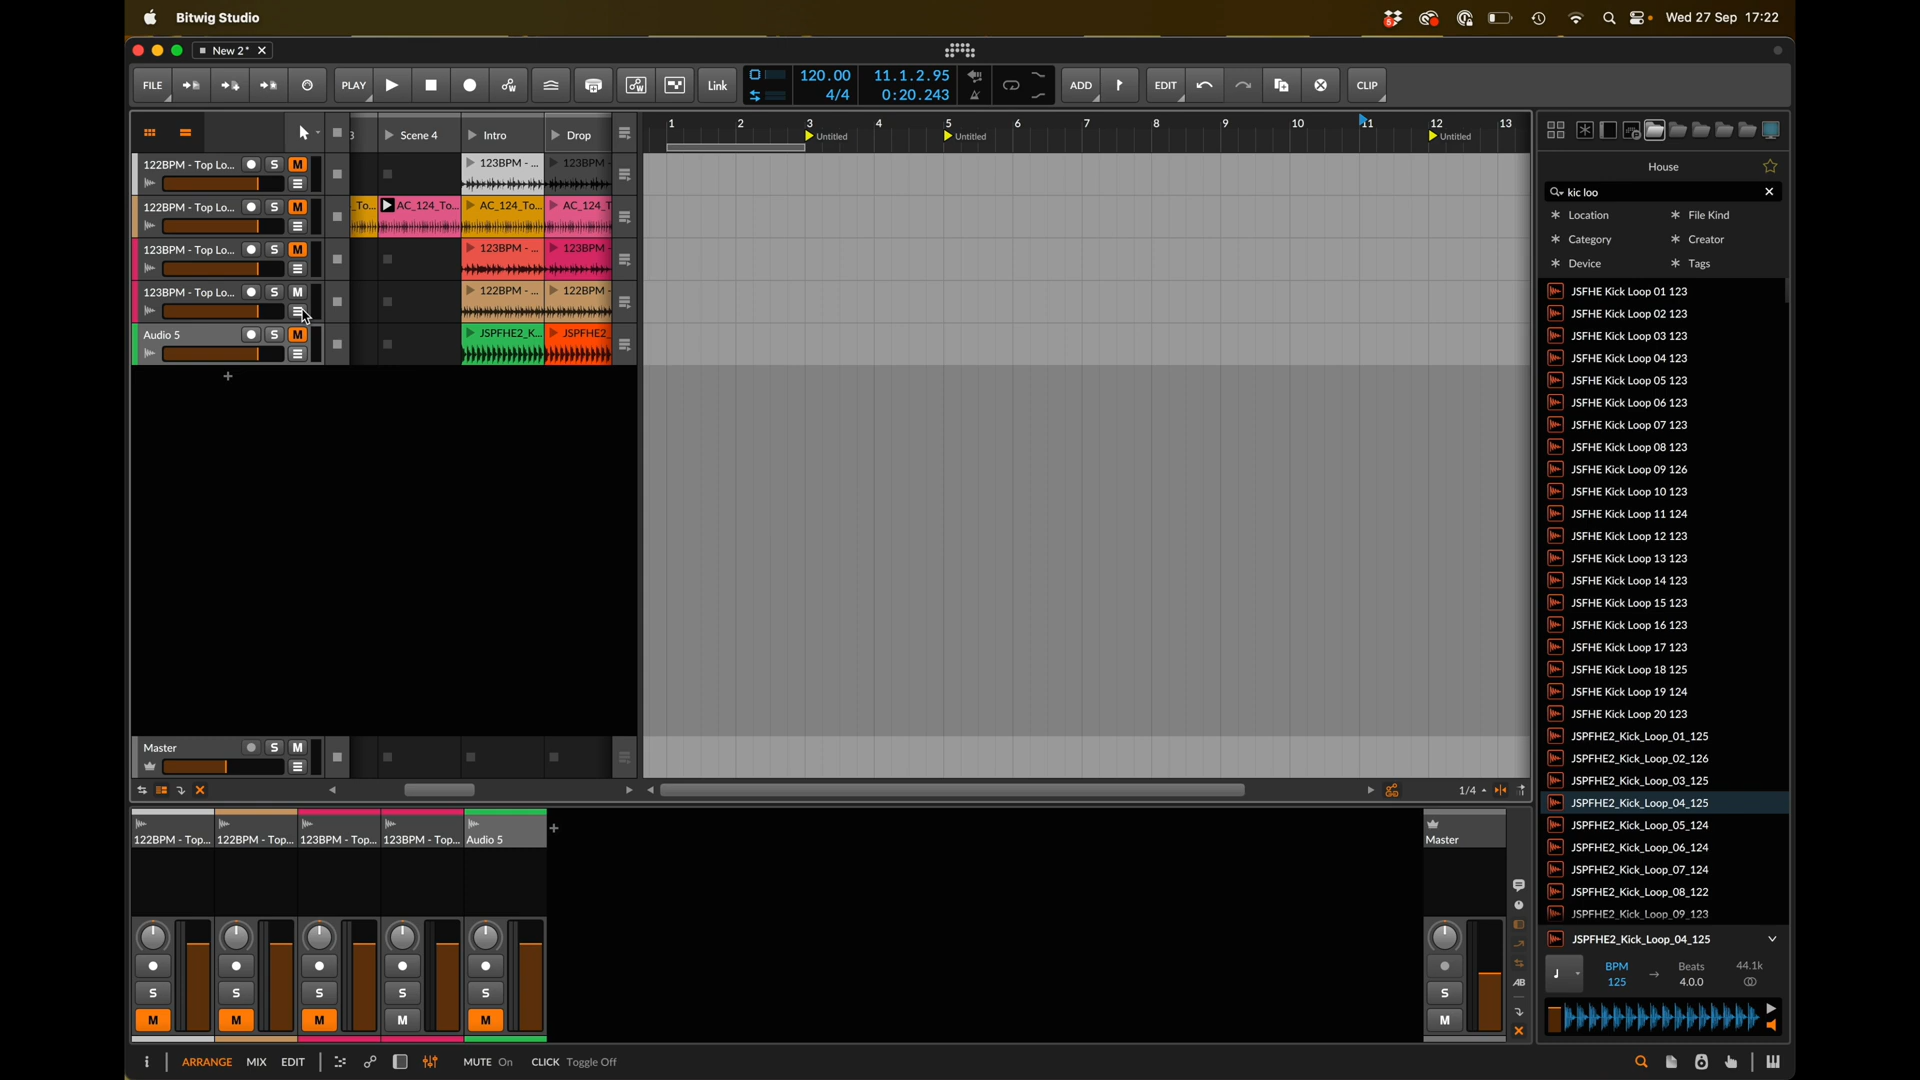 Bitwig Studio
5
Wed 27 Sep 17:22
New 2*
FILE PLAY Link 120.00 4/4 11.1.2.95 0:20.243 ADD EDIT CLIP
3 Scene 4 Intro Drop
1 2 3 4 5 6 7 8 9 10 11 12 13
Untitled Untitled Untitled
122BPM - Top Lo... S M 123BPM - ... 123BPM -
122BPM - Top Lo... S M _To... AC_124_To... AC_124_To... AC_124_T
123BPM - Top Lo... S M 123BPM - ... 123BPM -
123BPM - Top Lo... S M 122BPM - ... 122BPM -
Audio 5 S M JSPFHE2_K... JSPFHE2_
Master S M
1/4
House
kic loo
Location File Kind
Category Creator
Device Tags
JSFHE Kick Loop 01 123
JSFHE Kick Loop 02 123
JSFHE Kick Loop 03 123
JSFHE Kick Loop 04 123
JSFHE Kick Loop 05 123
JSFHE Kick Loop 06 123
JSFHE Kick Loop 07 123
JSFHE Kick Loop 08 123
JSFHE Kick Loop 09 126
JSFHE Kick Loop 10 123
JSFHE Kick Loop 11 124
JSFHE Kick Loop 12 123
JSFHE Kick Loop 13 123
JSFHE Kick Loop 14 123
JSFHE Kick Loop 15 123
JSFHE Kick Loop 16 123
JSFHE Kick Loop 17 123
JSFHE Kick Loop 18 125
JSFHE Kick Loop 19 124
JSFHE Kick Loop 20 123
JSPFHE2_Kick_Loop_01_125
JSPFHE2_Kick_Loop_02_126
JSPFHE2_Kick_Loop_03_125
JSPFHE2_Kick_Loop_04_125
JSPFHE2_Kick_Loop_05_124
JSPFHE2_Kick_Loop_06_124
JSPFHE2_Kick_Loop_07_124
JSPFHE2_Kick_Loop_08_122
JSPFHE2_Kick_Loop_09_123
JSPFHE2_Kick_Loop_04_125
BPM Beats 44.1k
125 4.0.0
122BPM - Top... 122BPM - Top... 123BPM - Top... 123BPM - Top... Audio 5 Master
S S S S S S
M M M M M M
AB
ARRANGE MIX EDIT MUTE On CLICK Toggle Off